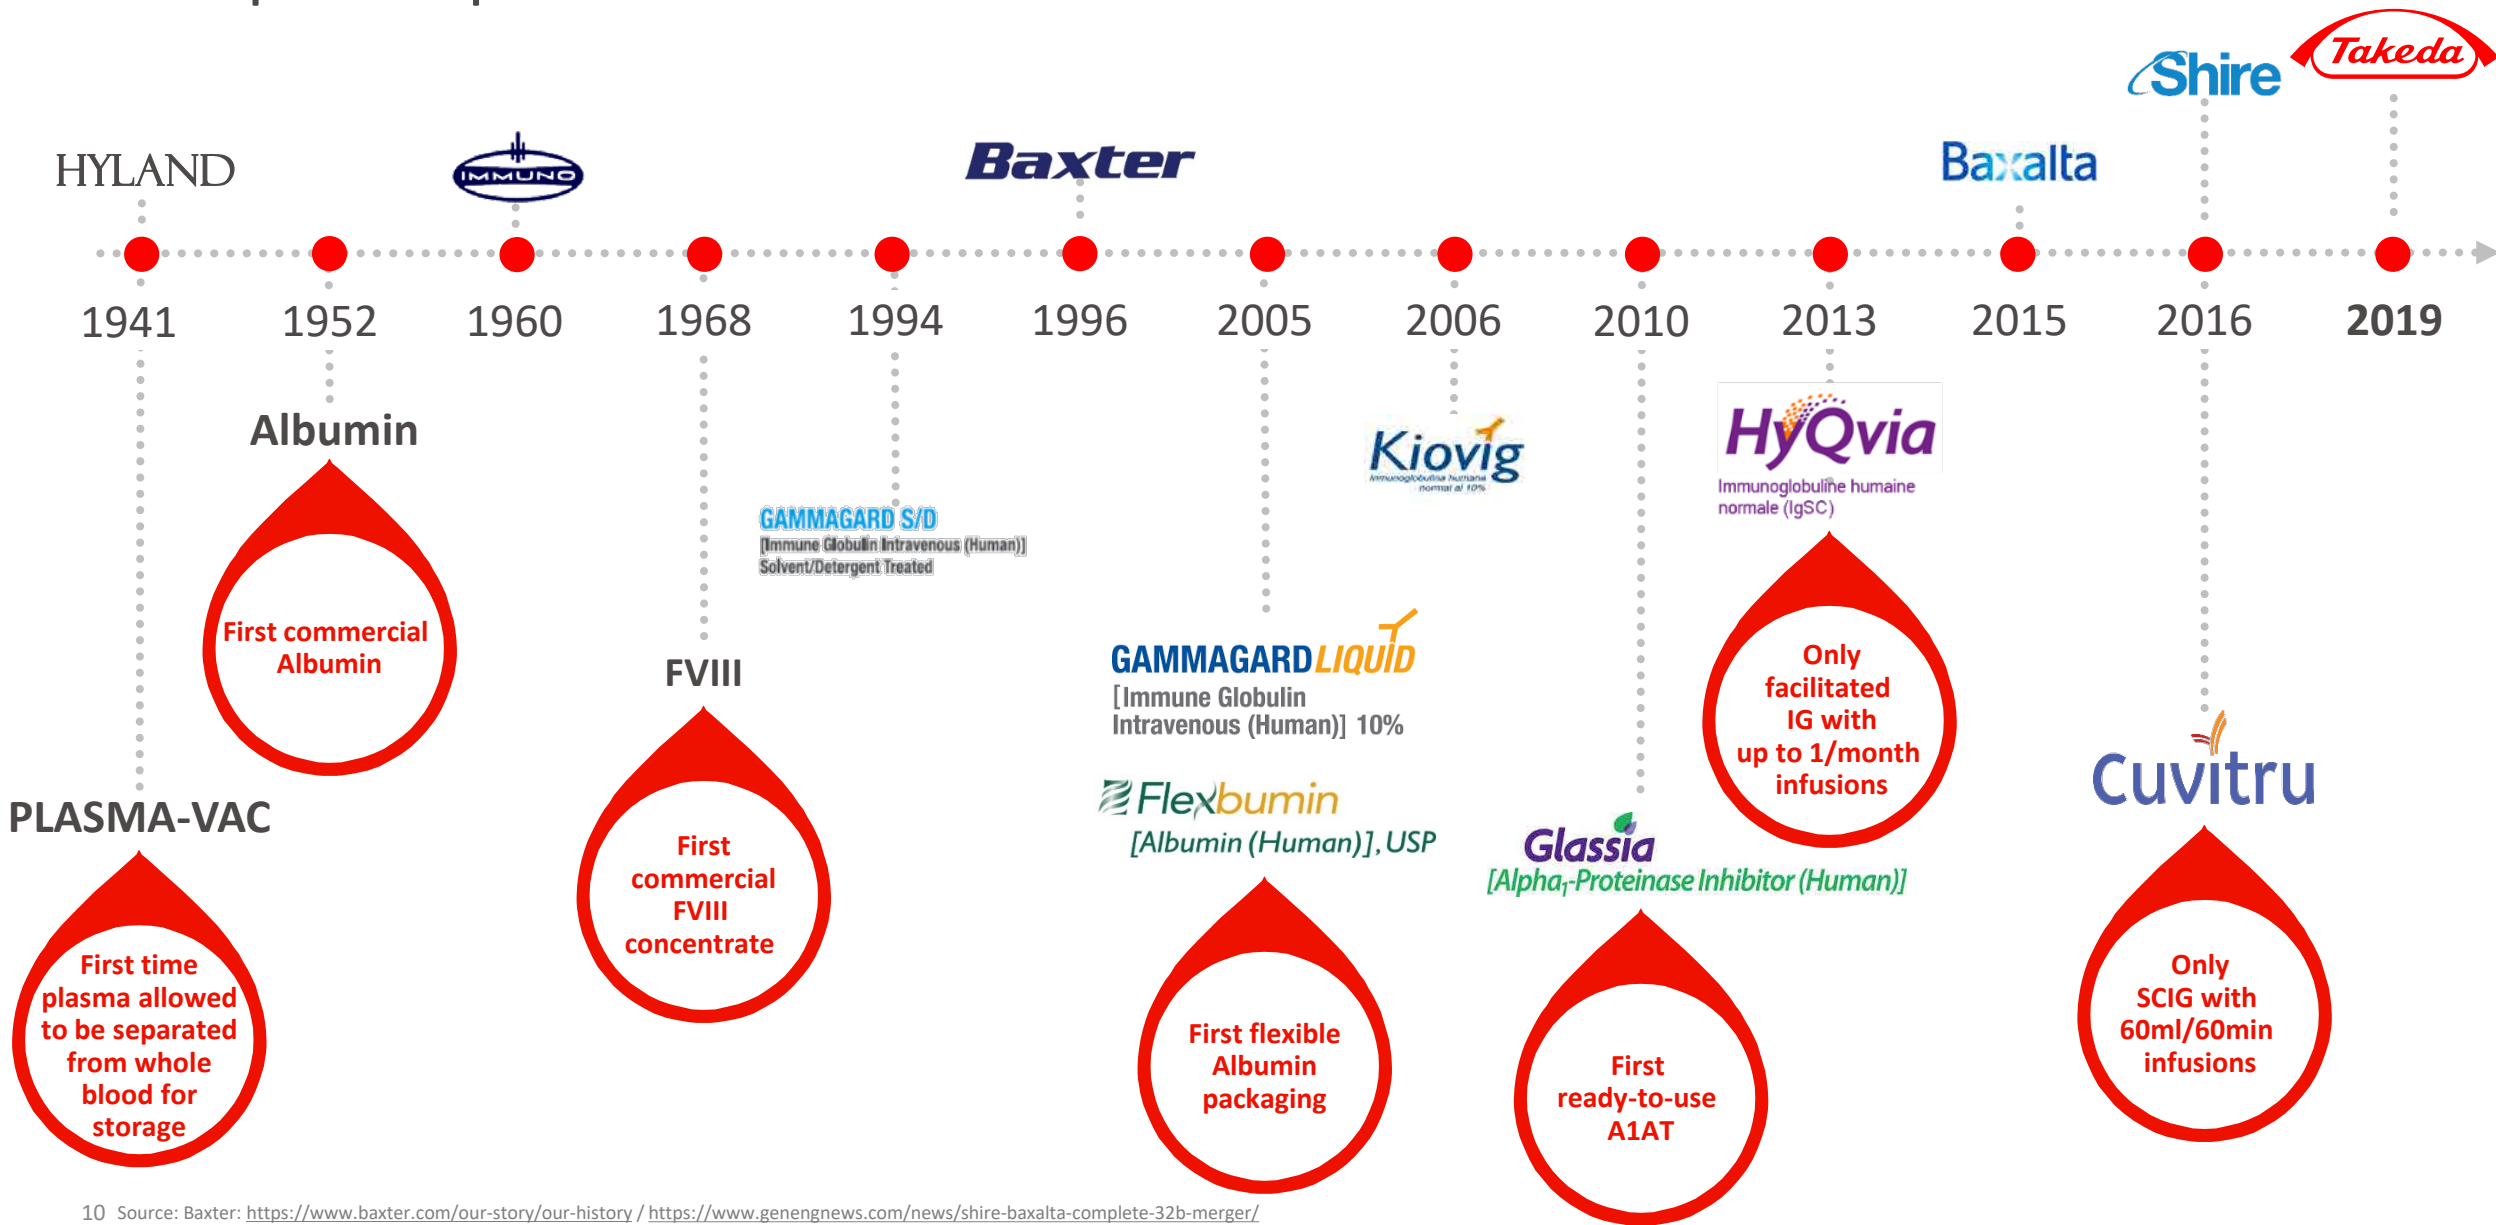 Shire
Takeda
HYLAND
IMMUNO
Baxter
Baxalta
1941
1952
1960
1968
1994
1996
2005
2006
2010
2013
2015
2016
2019
Albumin
First commercial
Albumin
PLASMA-VAC
First time
plasma allowed
to be separated
from whole
blood for
storage
GAMMAGARD S/D
[Immune Globulin Intravenous (Human)]
Solvent/Detergent Treated
FVIII
First
commercial
FVIII
concentrate
GAMMAGARD LIQUID
[Immune Globulin
Intravenous (Human)] 10%
Flexbumin
[Albumin (Human)], USP
First flexible
Albumin
packaging
Kiovig
Immunoglobulina humana
normal al 10%
Glassia
[Alpha₁-Proteinase Inhibitor (Human)]
First
ready-to-use
A1AT
HyQvia
Immunoglobuline humaine
normale (IgSC)
Only
facilitated
IG with
up to 1/month
infusions
cuvitru
Only
SCIG with
60ml/60min
infusions
10 Source: Baxter: https://www.baxter.com/our-story/our-history / https://www.genengnews.com/news/shire-baxalta-complete-32b-merger/